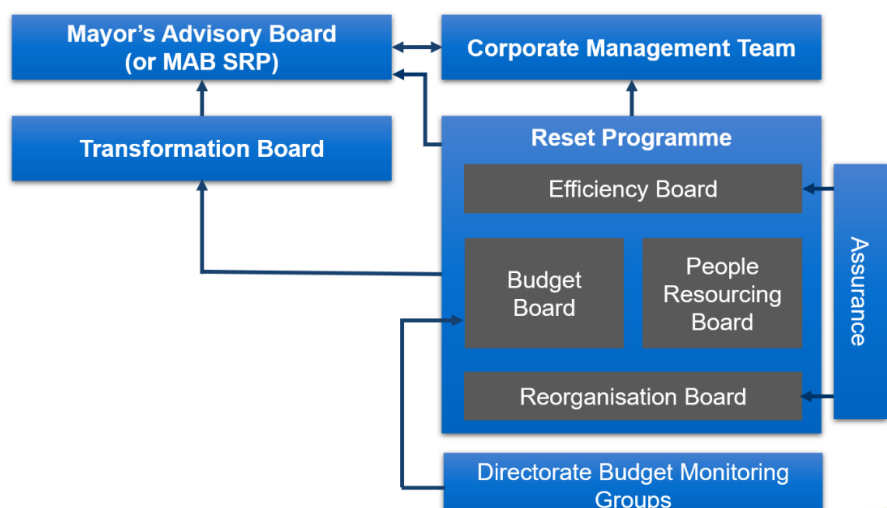 Mayor's Advisory Board
(or MAB SRP)
Corporate Management Team
Transformation Board
Reset Programme
Efficiency Board
Budget
Board
People
Resourcing
Board
Reorganisation Board
Assurance
Directorate Budget Monitoring
Groups